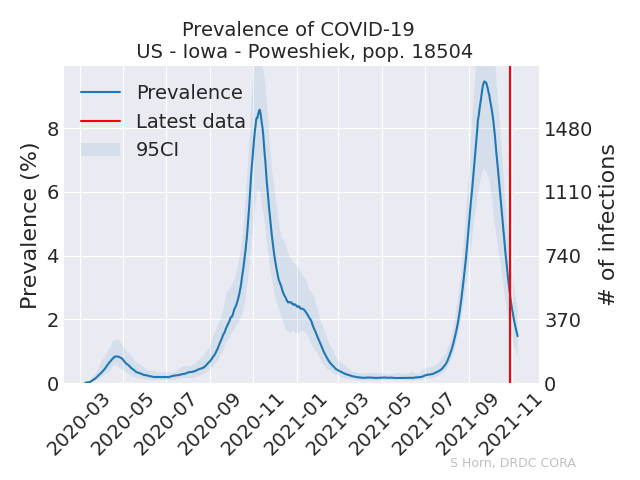 Prevalence of COVID-19
US - Iowa - Poweshiek, pop. 18504
Prevalence
Latest data
95CI
Prevalence (%)
0
2
4
6
8
0
370
740
1110
1480
# of infections
2020-03
2020-05
2020-07
2020-09
2020-11
2021-01
2021-03
2021-05
2021-07
2021-09
2021-11
S Horn, DRDC CORA